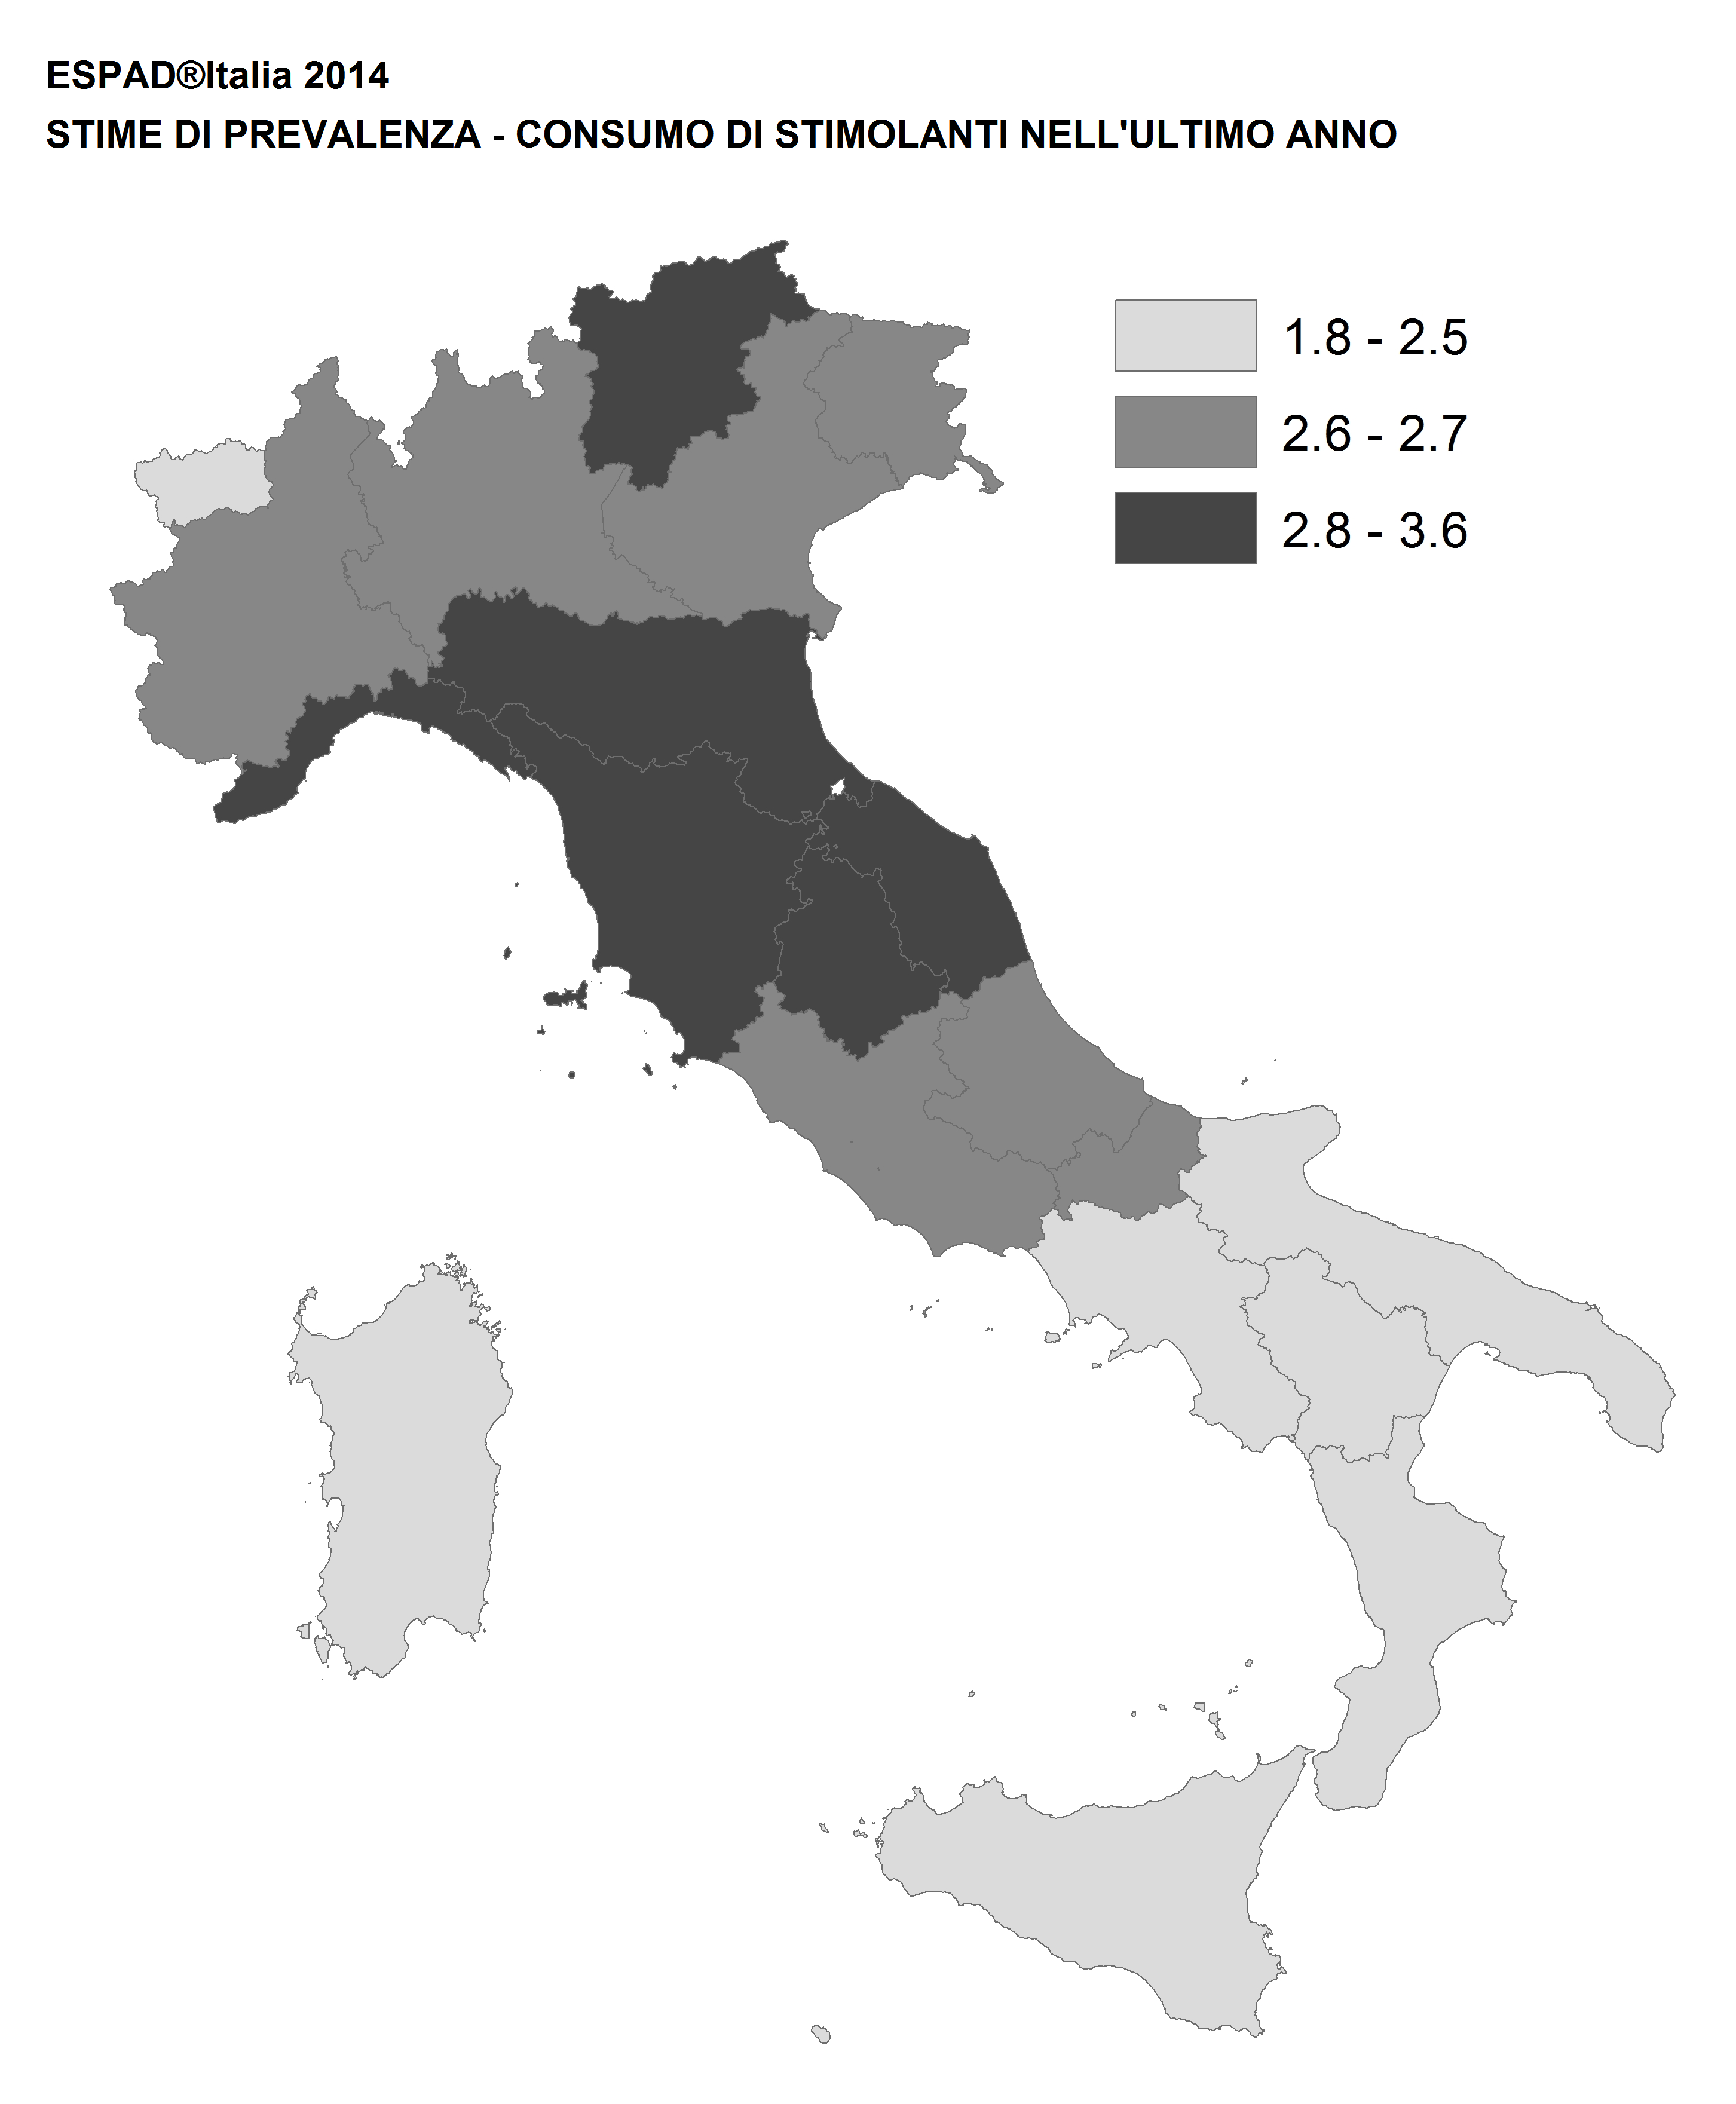 ESPAD®Italia 2014
STIME DI PREVALENZA - CONSUMO DI STIMOLANTI NELL'ULTIMO ANNO
1.8 - 2.5
2.6 - 2.7
2.8 - 3.6